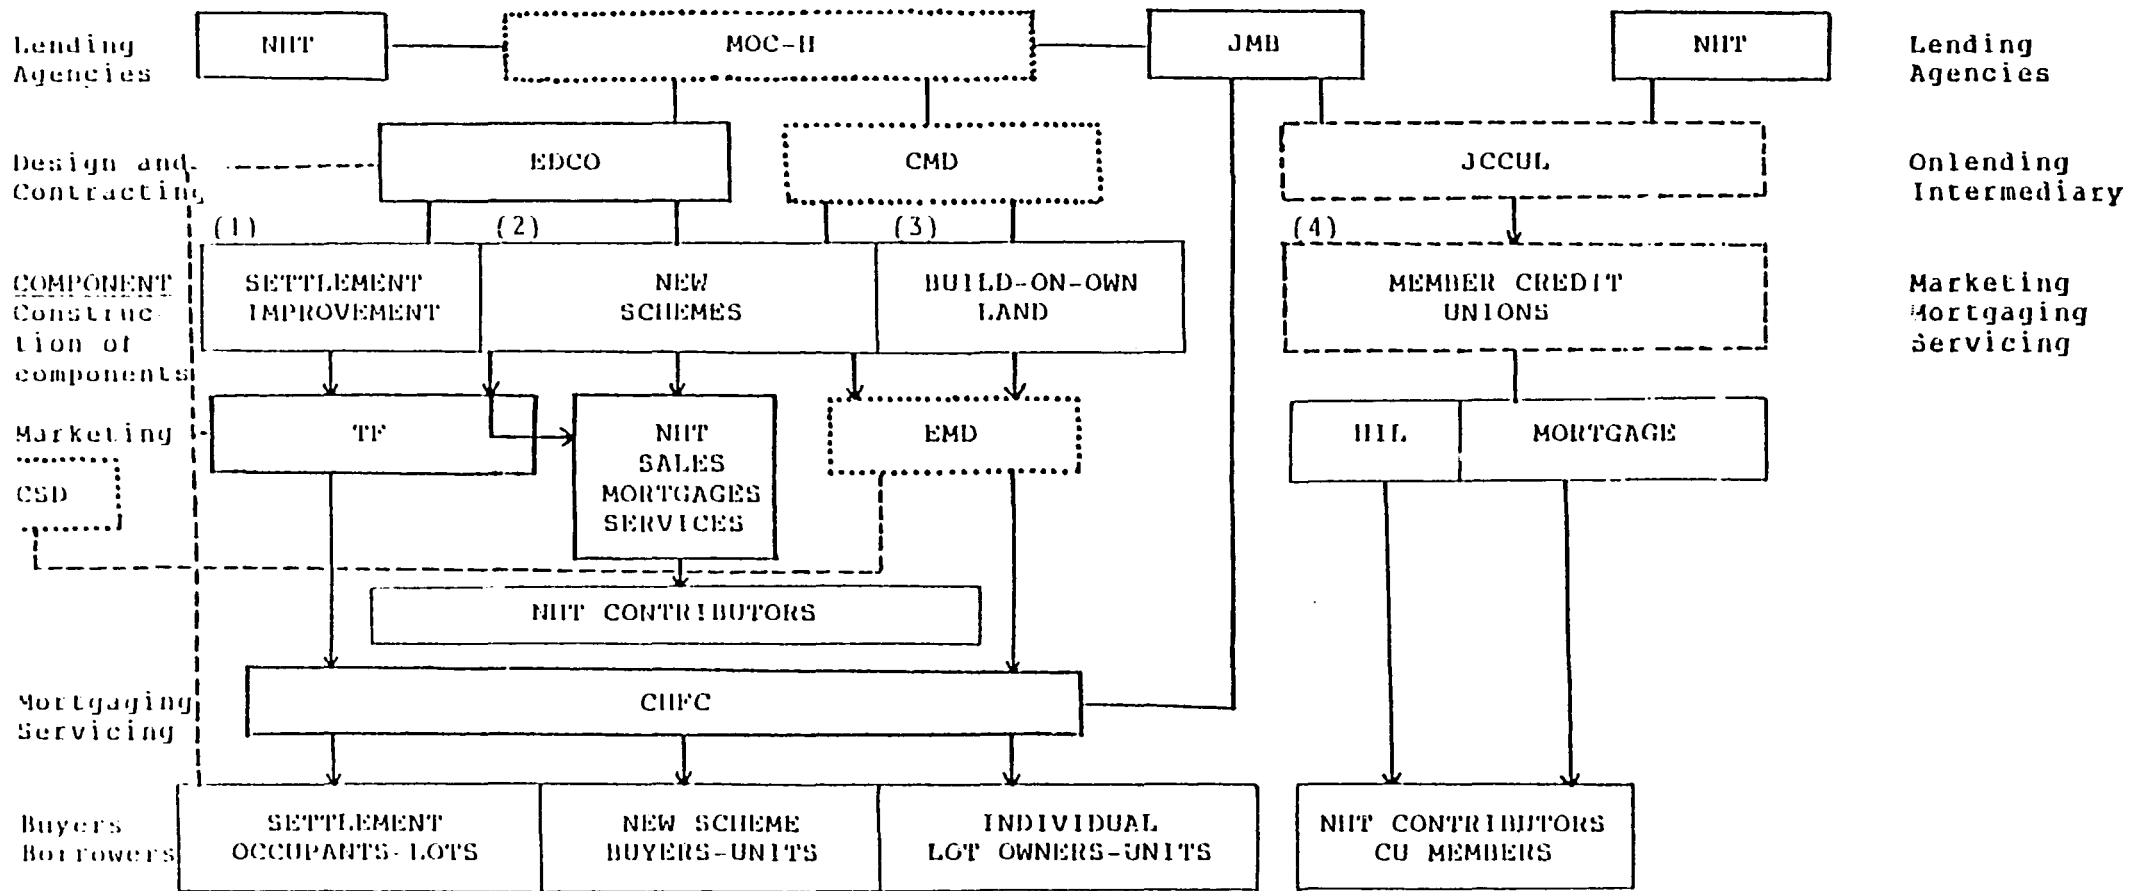 Lending
Agencies
NHT
MOC-H
JMB
NHT
Lending
Agencies
Design and
Contracting
EDCO
CMD
JCCUL
Onlending
Intermediary
(1)
(2)
(3)
(4)
COMPONENT
Construc-
tion of
components
SETTLEMENT
IMPROVEMENT
NEW
SCHEMES
BUILD-ON-OWN
LAND
MEMBER CREDIT
UNIONS
Marketing
Mortgaging
Servicing
Marketing
TF
NHT
SALES
MORTGAGES
SERVICES
EMD
HIL
MORTGAGE
CSD
NHT CONTRIBUTORS
Mortgaging
Servicing
CHFC
Buyers
Borrowers
SETTLEMENT
OCCUPANTS-LOTS
NEW SCHEME
BUYERS-UNITS
INDIVIDUAL
LOT OWNERS-UNITS
NHT CONTRIBUTORS
CU MEMBERS